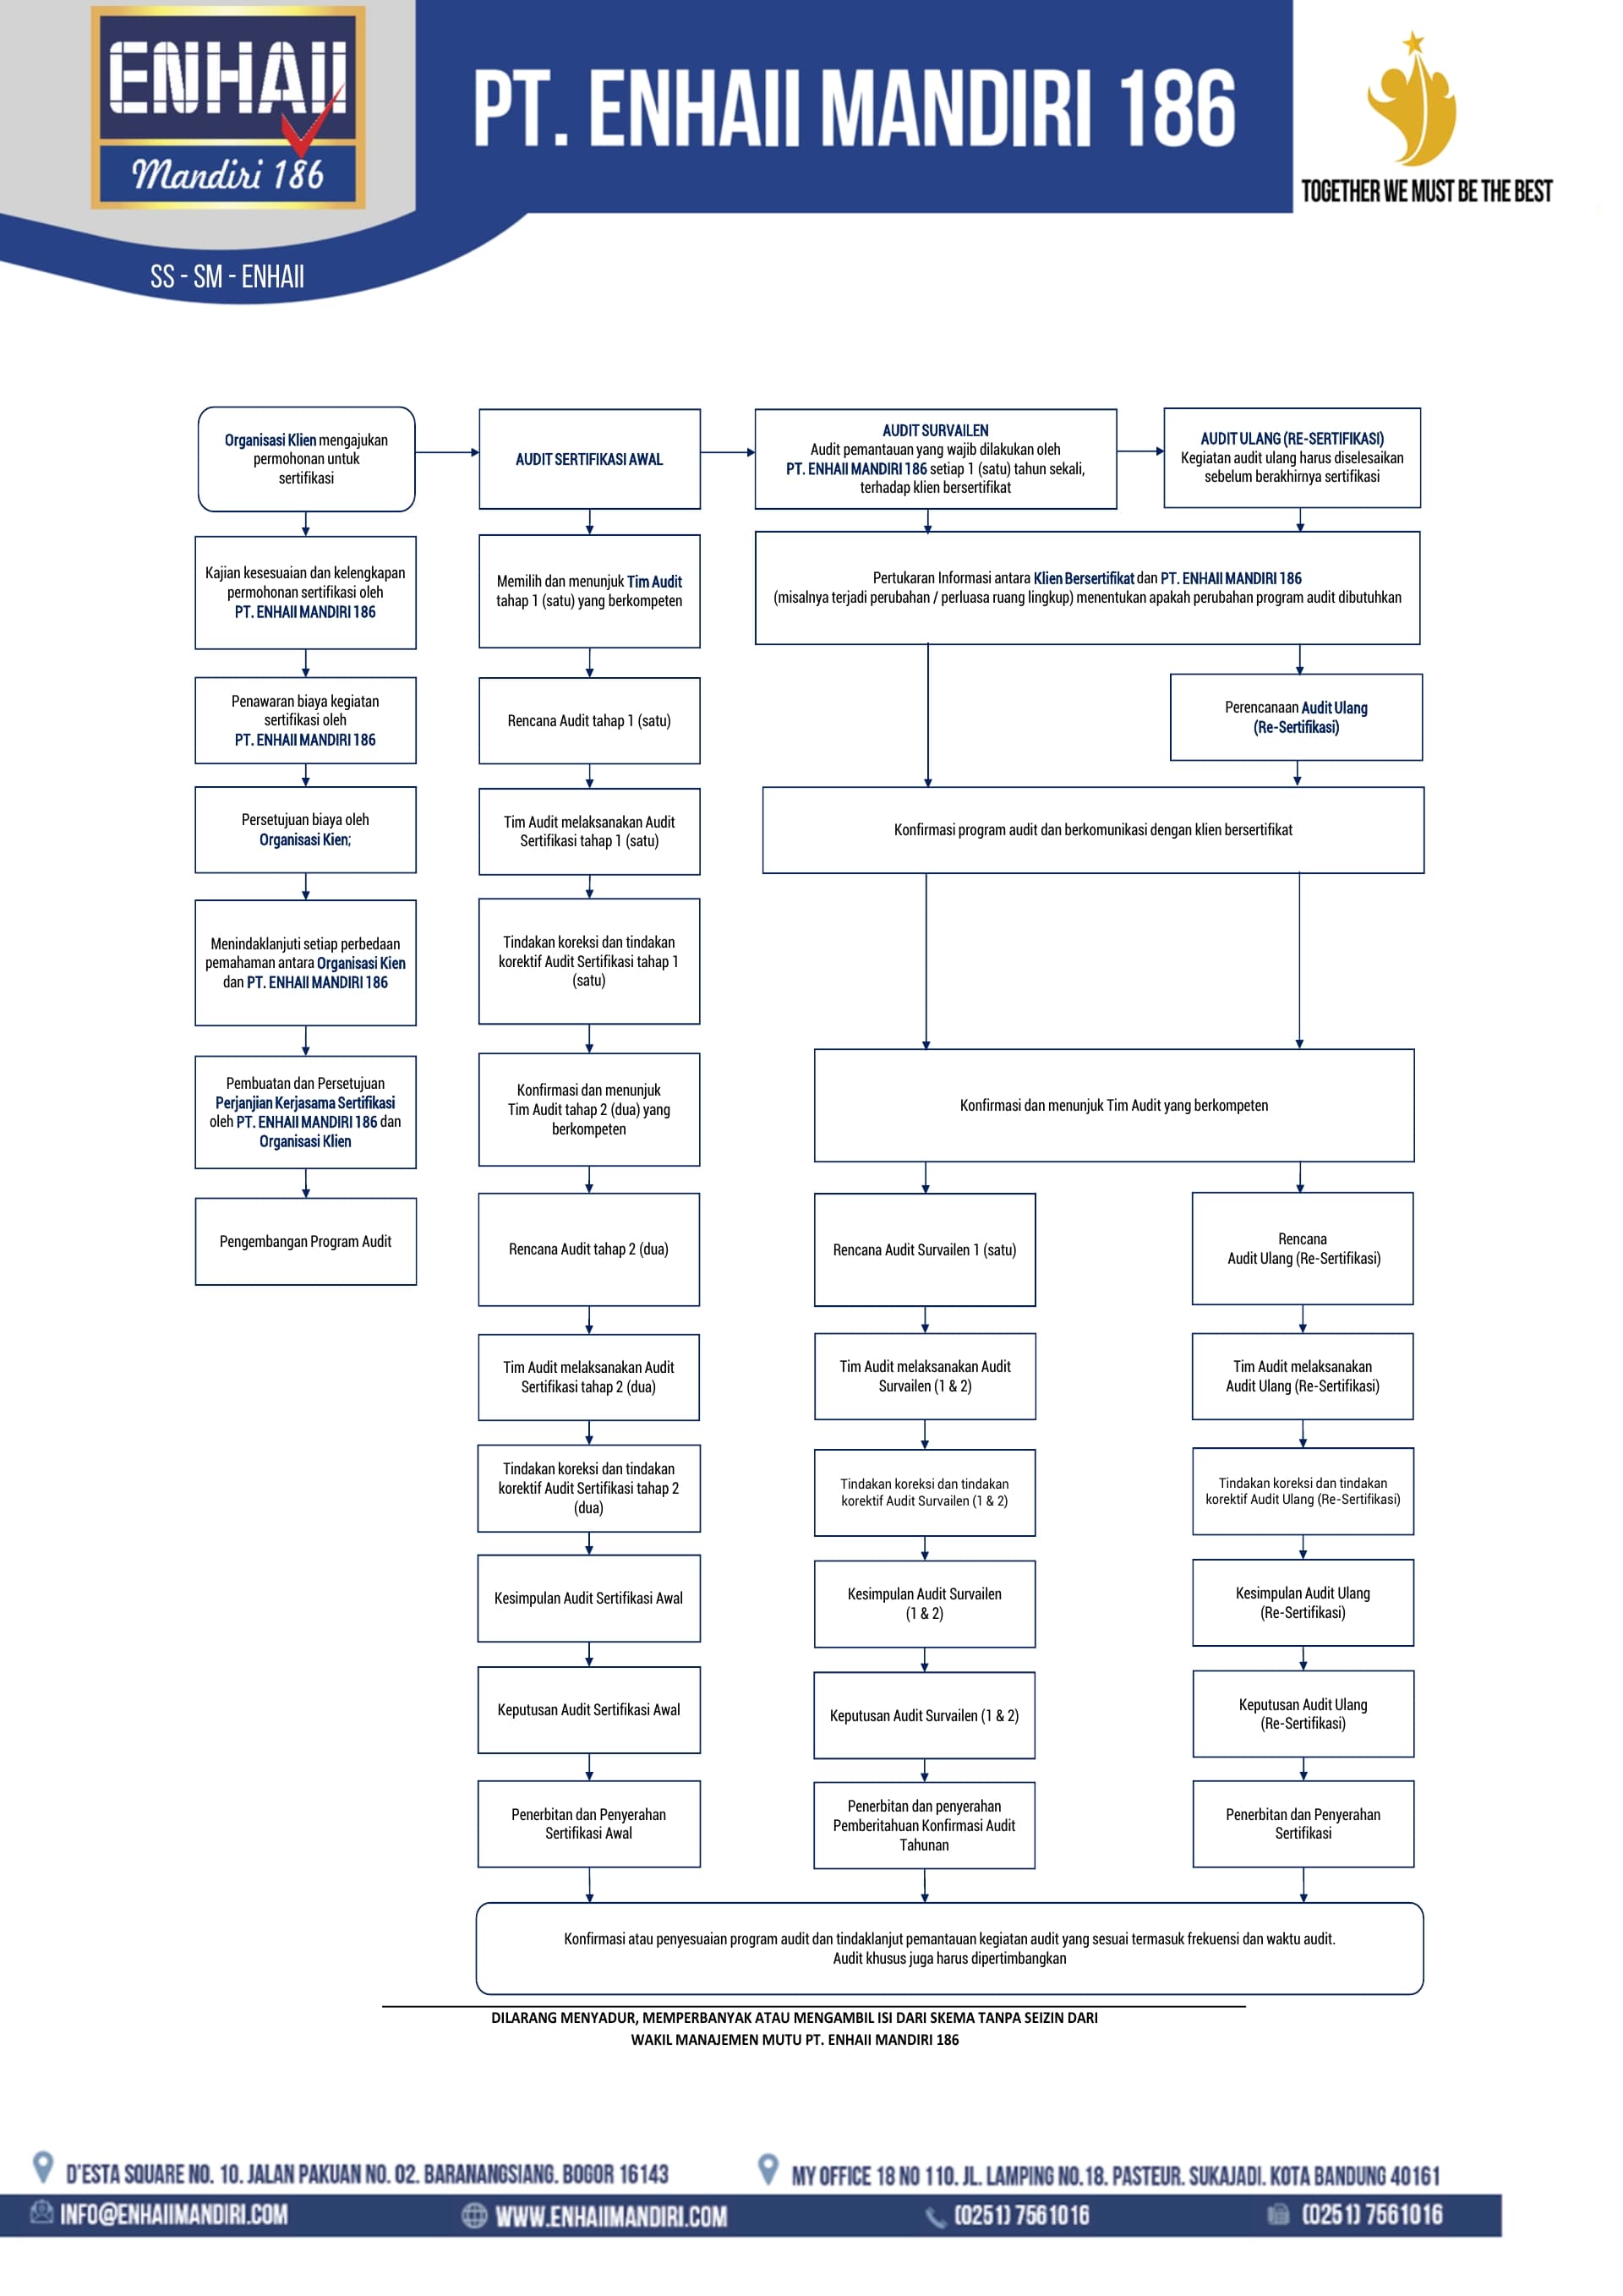 ENHAII
Mandiri 186
PT. ENHAII MANDIRI 186
TOGETHER WE MUST BE THE BEST
SS - SM - ENHAII
Organisasi Klien mengajukan
permohonan untuk
sertifikasi
Kajian kesesuaian dan kelengkapan
permohonan sertifikasi oleh
PT. ENHAII MANDIRI 186
Penawaran biaya kegiatan
sertifikasi oleh
PT. ENHAII MANDIRI 186
Persetujuan biaya oleh
Organisasi Kien;
Menindaklanjuti setiap perbedaan
pemahaman antara Organisasi Kien
dan PT. ENHAII MANDIRI 186
Pembuatan dan Persetujuan
Perjanjian Kerjasama Sertifikasi
oleh PT. ENHAII MANDIRI 186 dan
Organisasi Klien
Pengembangan Program Audit
AUDIT SERTIFIKASI AWAL
Memilih dan menunjuk Tim Audit
tahap 1 (satu) yang berkompeten
Rencana Audit tahap 1 (satu)
Tim Audit melaksanakan Audit
Sertifikasi tahap 1 (satu)
Tindakan koreksi dan tindakan
korektif Audit Sertifikasi tahap 1
(satu)
Konfirmasi dan menunjuk
Tim Audit tahap 2 (dua) yang
berkompeten
Rencana Audit tahap 2 (dua)
Tim Audit melaksanakan Audit
Sertifikasi tahap 2 (dua)
Tindakan koreksi dan tindakan
korektif Audit Sertifikasi tahap 2
(dua)
Kesimpulan Audit Sertifikasi Awal
Keputusan Audit Sertifikasi Awal
Penerbitan dan Penyerahan
Sertifikasi Awal
AUDIT SURVAILEN
Audit pemantauan yang wajib dilakukan oleh
PT. ENHAII MANDIRI 186 setiap 1 (satu) tahun sekali,
terhadap klien bersertifikat
AUDIT ULANG (RE-SERTIFIKASI)
Kegiatan audit ulang harus diselesaikan
sebelum berakhirnya sertifikasi
Pertukaran Informasi antara Klien Bersertifikat dan PT. ENHAII MANDIRI 186
(misalnya terjadi perubahan / perluasa ruang lingkup) menentukan apakah perubahan program audit dibutuhkan
Perencanaan Audit Ulang
(Re-Sertifikasi)
Konfirmasi program audit dan berkomunikasi dengan klien bersertifikat
Konfirmasi dan menunjuk Tim Audit yang berkompeten
Rencana Audit Survailen 1 (satu)
Tim Audit melaksanakan Audit
Survailen (1 & 2)
Tindakan koreksi dan tindakan
korektif Audit Survailen (1 & 2)
Kesimpulan Audit Survailen
(1 & 2)
Keputusan Audit Survailen (1 & 2)
Penerbitan dan penyerahan
Pemberitahuan Konfirmasi Audit
Tahunan
Rencana
Audit Ulang (Re-Sertifikasi)
Tim Audit melaksanakan
Audit Ulang (Re-Sertifikasi)
Tindakan koreksi dan tindakan
korektif Audit Ulang (Re-Sertifikasi)
Kesimpulan Audit Ulang
(Re-Sertifikasi)
Keputusan Audit Ulang
(Re-Sertifikasi)
Penerbitan dan Penyerahan
Sertifikasi
Konfirmasi atau penyesuaian program audit dan tindaklanjut pemantauan kegiatan audit yang sesuai termasuk frekuensi dan waktu audit.
Audit khusus juga harus dipertimbangkan
DILARANG MENYADUR, MEMPERBANYAK ATAU MENGAMBIL ISI DARI SKEMA TANPA SEIZIN DARI
WAKIL MANAJEMEN MUTU PT. ENHAII MANDIRI 186
D'ESTA SQUARE NO. 10. JALAN PAKUAN NO. 02. BARANANGSIANG. BOGOR 16143
MY OFFICE 18 NO 110. JL. LAMPING NO.18. PASTEUR. SUKAJADI. KOTA BANDUNG 40161
INFO@ENHAIIMANDIRI.COM
WWW.ENHAIIMANDIRI.COM
(0251) 7561016
(0251) 7561016